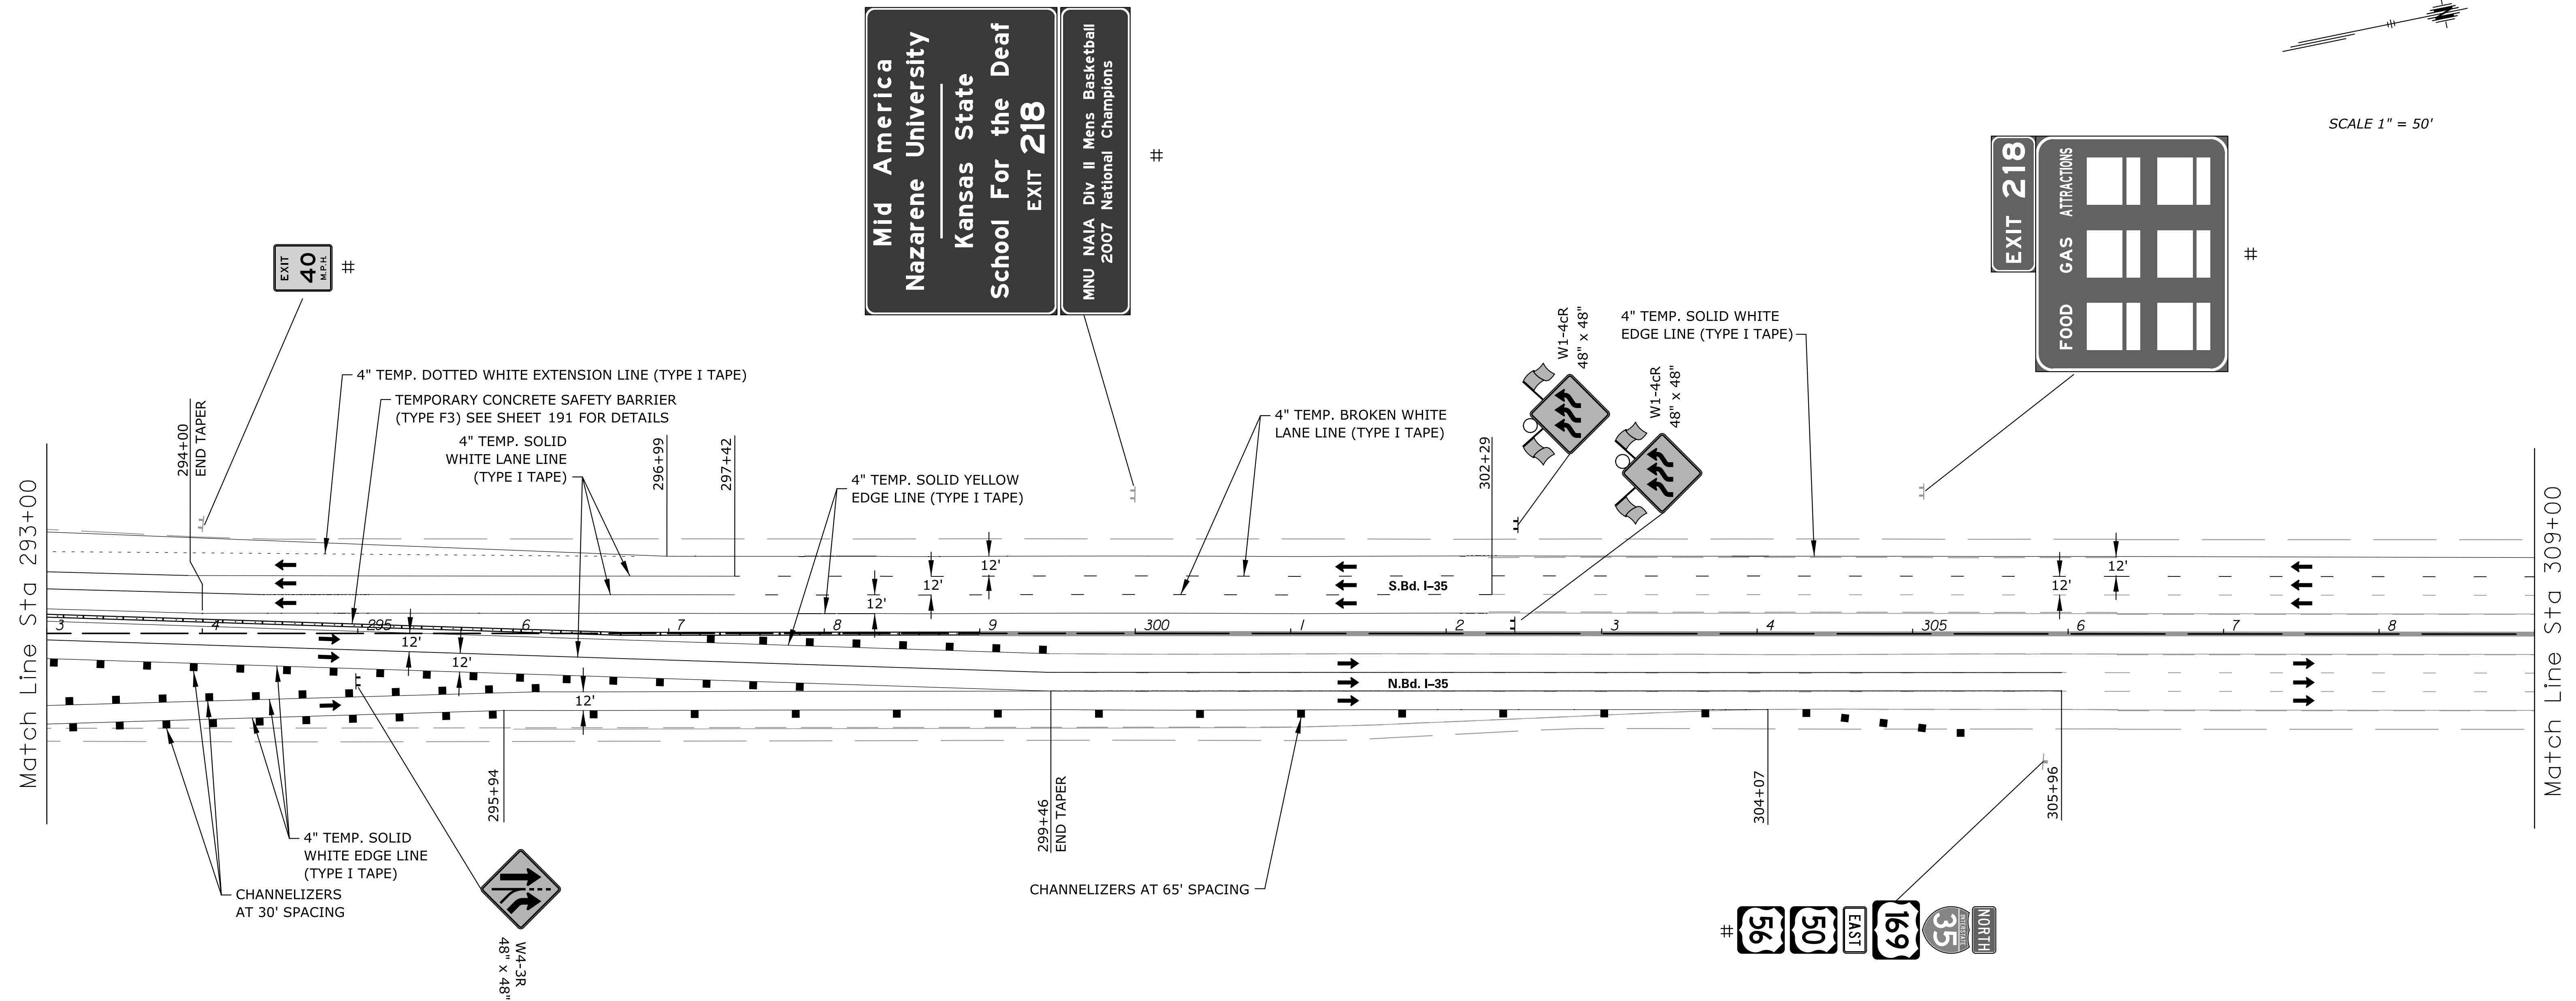 N
SCALE 1" = 50'
Mid America
Nazarene University
Kansas State
School For the Deaf
EXIT 218
MNU NAIA Div II Mens Basketball
2007 National Champions
#
EXIT 218
FOOD GAS ATTRACTIONS
#
EXIT
40
M.P.H.
#
W1-4cR
48" x 48"
W1-4cR
48" x 48"
4" TEMP. SOLID WHITE
EDGE LINE (TYPE I TAPE)
4" TEMP. DOTTED WHITE EXTENSION LINE (TYPE I TAPE)
TEMPORARY CONCRETE SAFETY BARRIER
(TYPE F3) SEE SHEET 191 FOR DETAILS
4" TEMP. SOLID
WHITE LANE LINE
(TYPE I TAPE)
4" TEMP. BROKEN WHITE
LANE LINE (TYPE I TAPE)
4" TEMP. SOLID YELLOW
EDGE LINE (TYPE I TAPE)
294+00
END TAPER
296+99
297+42
302+29
Match Line Sta 293+00
Match Line Sta 309+00
12'
12'
12'
12'
12'
S.Bd. I-35
3 4 295 6 7 8 9 300 1 2 3 4 305 6 7 8
12'
12'
12'
N.Bd. I-35
295+94
299+46
END TAPER
304+07
305+96
4" TEMP. SOLID
WHITE EDGE LINE
(TYPE I TAPE)
CHANNELIZERS
AT 30' SPACING
CHANNELIZERS AT 65' SPACING
W4-3R
48" x 48"
#
56
50
EAST
169
INTERSTATE
35
NORTH